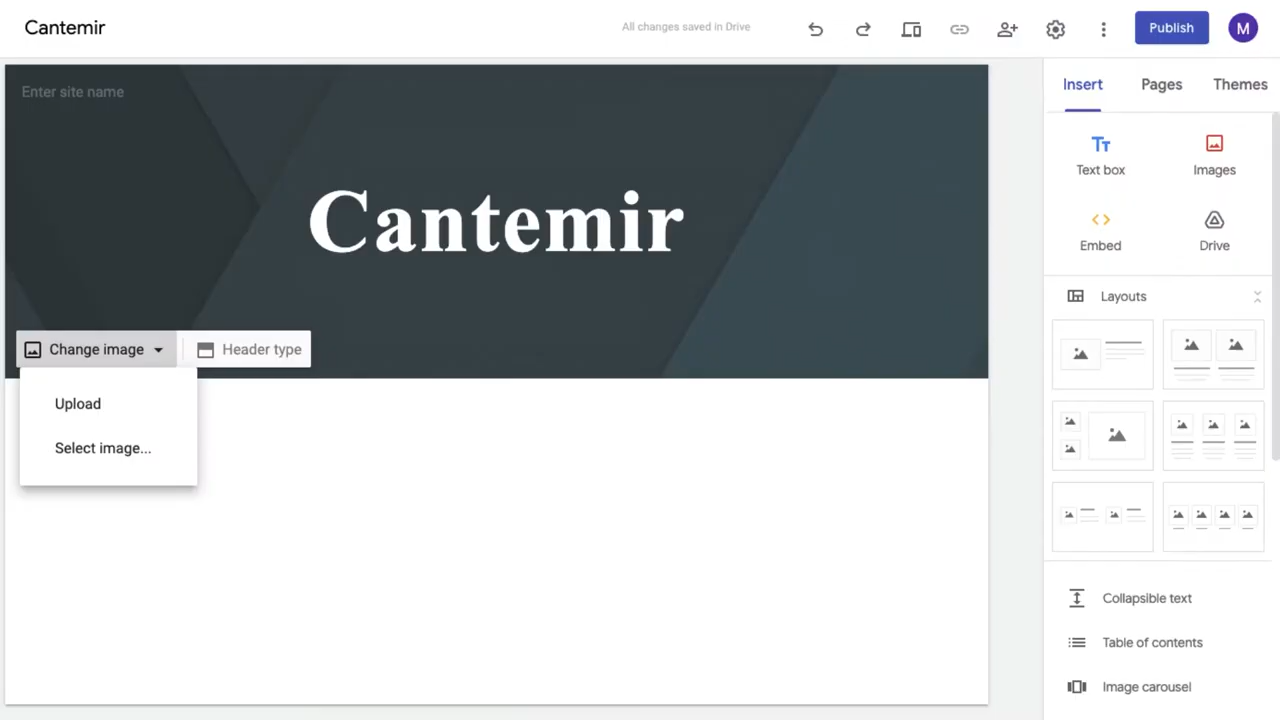 Cantemir
All changes saved in Drive
Publish
M
Enter site name
Cantemir
Change image
Header type
Upload
Select image...
Insert
Pages
Themes
Text box
Images
Embed
Drive
Layouts
Collapsible text
Table of contents
Image carousel